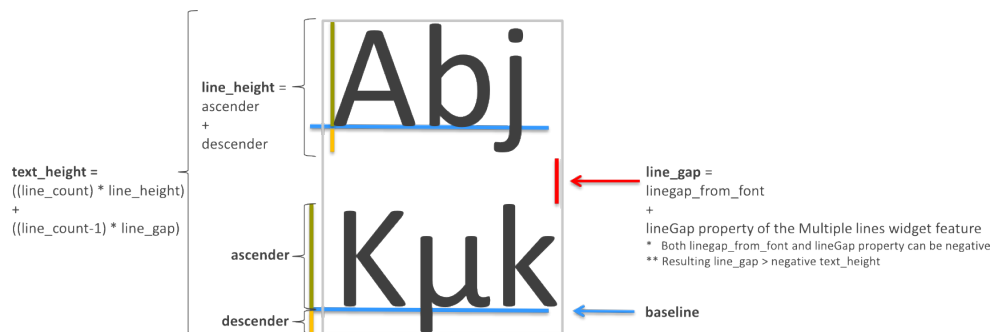 Abj
line_height =
ascender
+
descender
text_height =
((line_count) * line_height)
+
((line_count-1) * line_gap)
line_gap =
linegap_from_font
+
lineGap property of the Multiple lines widget feature
* Both linegap_from_font and lineGap property can be negative
** Resulting line_gap > negative text_height
Kμk
ascender
baseline
descender